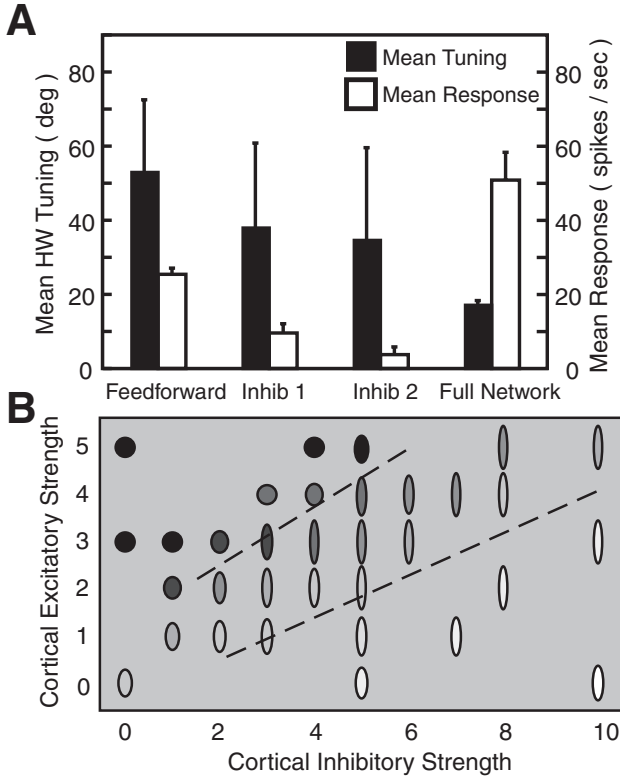 A
Mean HW Tuning ( deg )
80
60
40
20
0
Mean Tuning
Mean Response
80
60
40
20
0
Mean Response ( spikes / sec )
Feedforward Inhib 1 Inhib 2 Full Network
B
Cortical Excitatory Strength
5
4
3
2
1
0
0 2 4 6 8 10
Cortical Inhibitory Strength